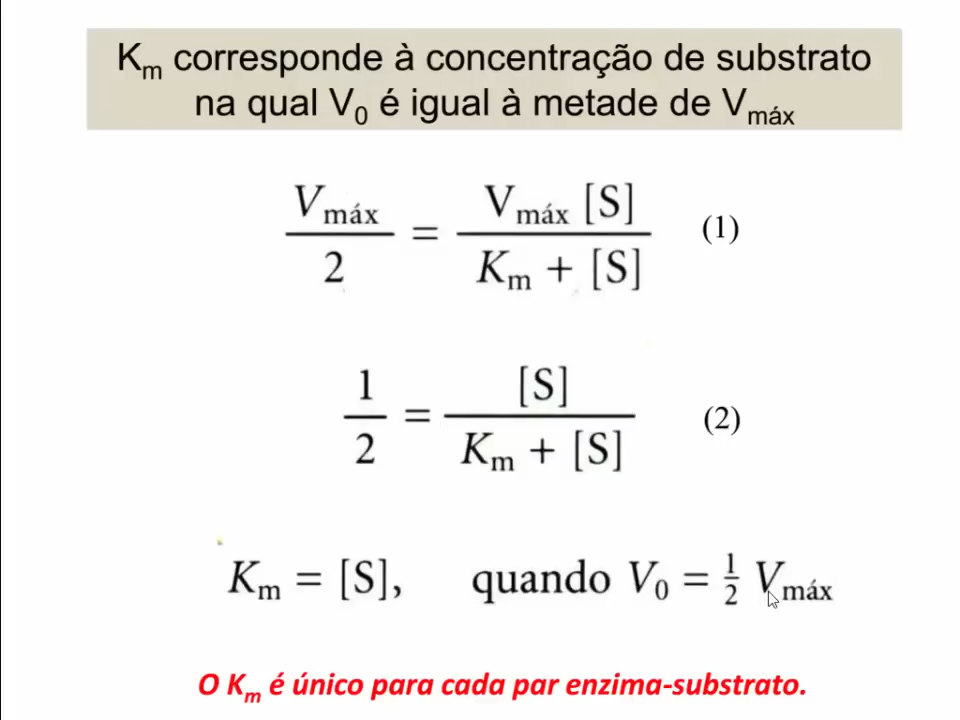 Km corresponde à concentração de substrato
na qual V0 é igual à metade de Vmáx
Vmáx / 2 = Vmáx [S] / Km + [S] (1)
1 / 2 = [S] / Km + [S] (2)
Km = [S], quando V0 = 1/2 Vmáx
O Km é único para cada par enzima-substrato.